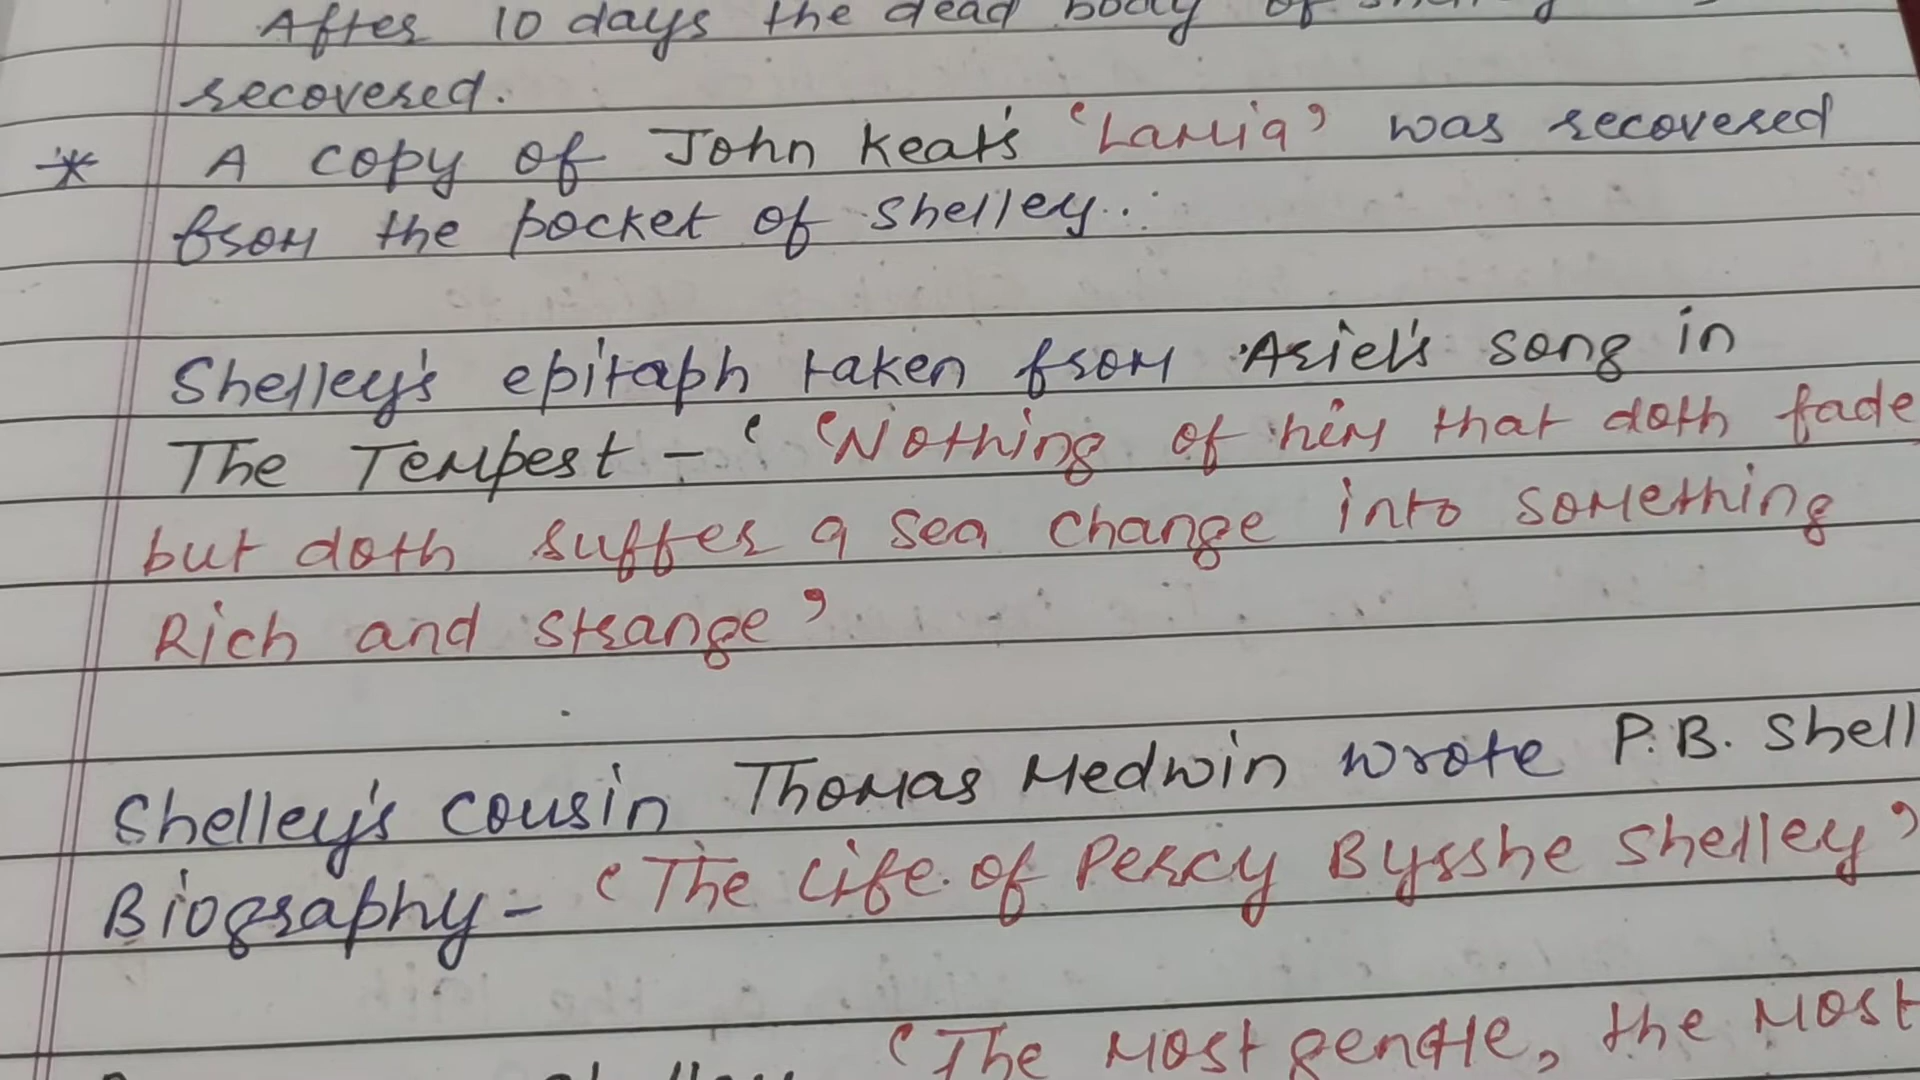 After 10 days the dead body of
recovered.
* A copy of John Keat's 'Lamia' was recovered
from the pocket of Shelley..
Shelley's epitaph taken from Ariel's song in
The Tempest - ' 'Nothing of him that doth fade
but doth suffer a sea change into something
Rich and strange'
Shelley's cousin Thomas Medwin wrote P.B. Shell
Biography - 'The Life of Percy Bysshe Shelley'
'The most gentle, the most